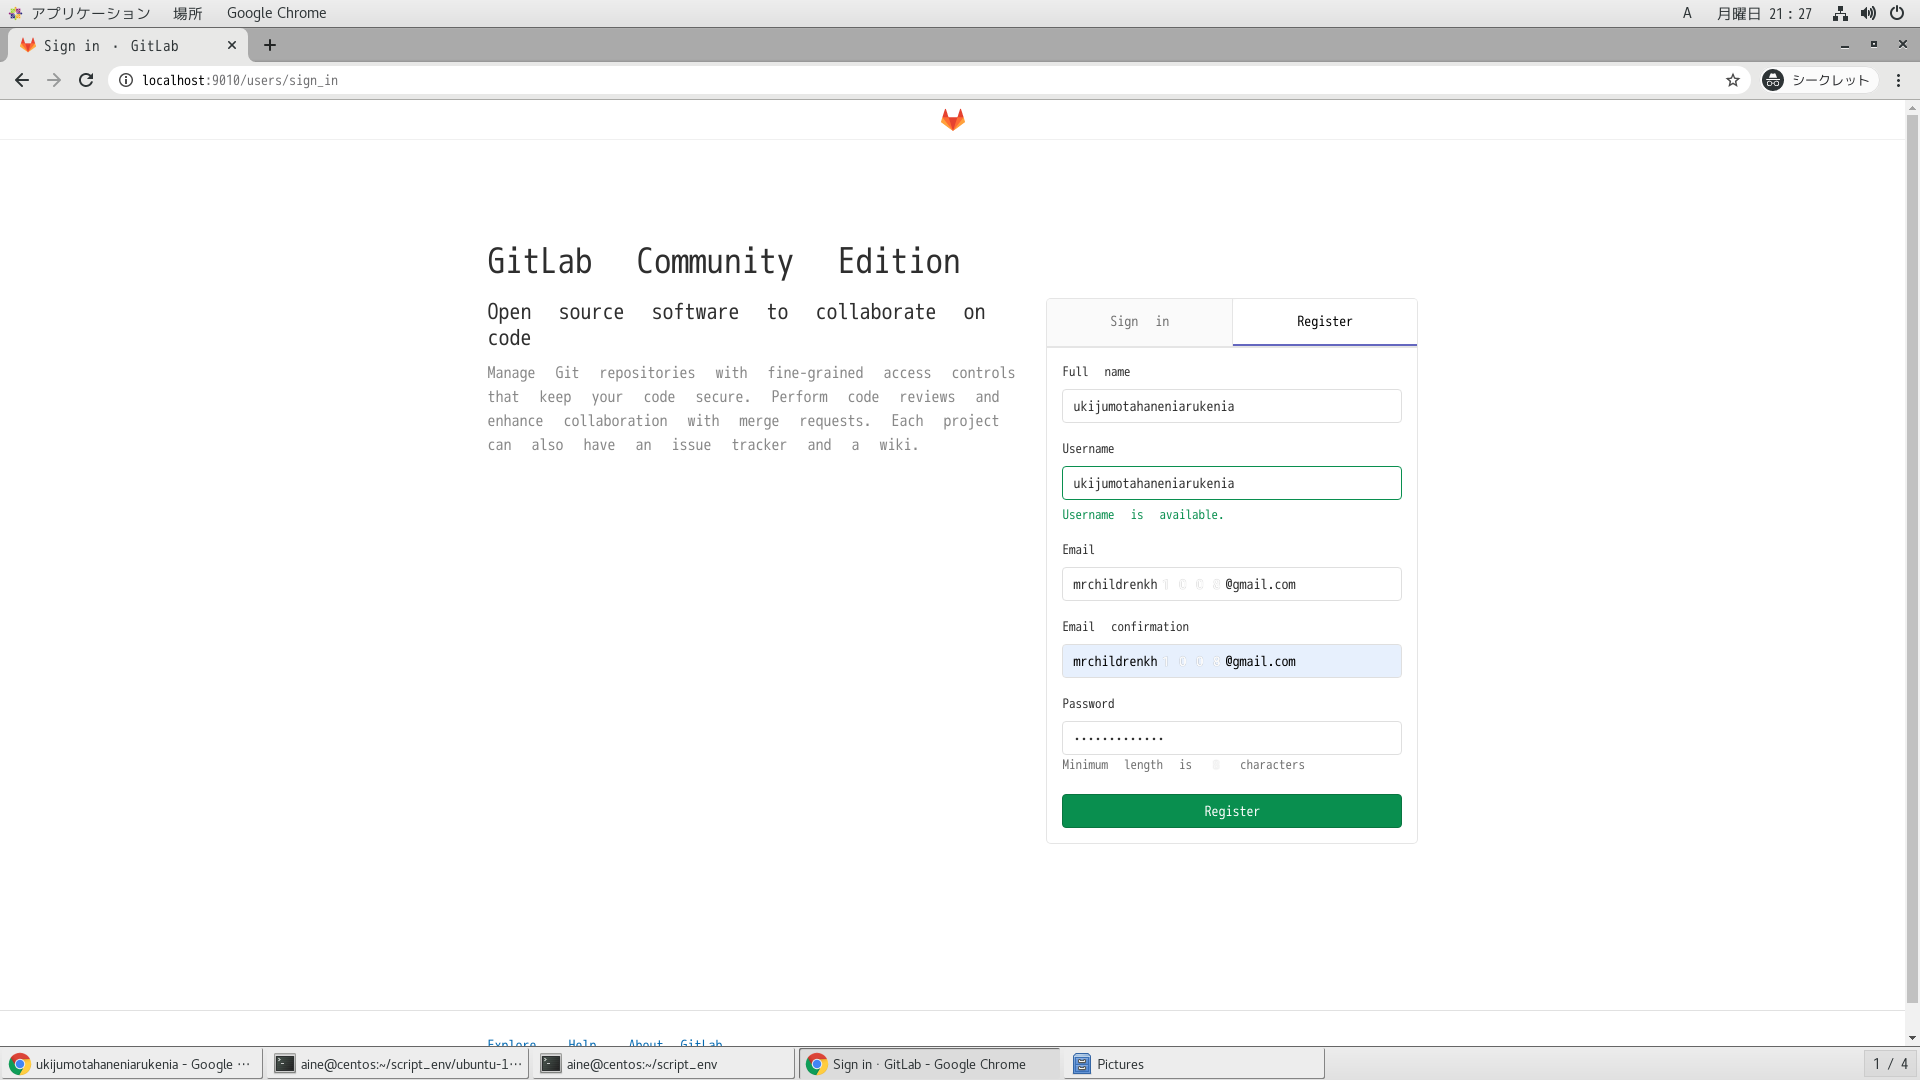 アプリケーション 場所 Google Chrome A 月曜日 21：27
Sign in · GitLab
localhost:9010/users/sign_in シークレット
GitLab Community Edition
Open source software to collaborate on
code
Manage Git repositories with fine-grained access controls
that keep your code secure. Perform code reviews and
enhance collaboration with merge requests. Each project
can also have an issue tracker and a wiki.
Sign in Register
Full name
ukijumotahaneniarukenia
Username
ukijumotahaneniarukenia
Username is available.
Email
mrchildrenkh @gmail.com
Email confirmation
mrchildrenkh @gmail.com
Password
.............
Minimum length is characters
Register
Explore Help About GitLab
ukijumotahaneniarukenia - Google ··· aine@centos:~/script_env/ubuntu-1··· aine@centos:~/script_env Sign in · GitLab - Google Chrome Pictures 1 / 4